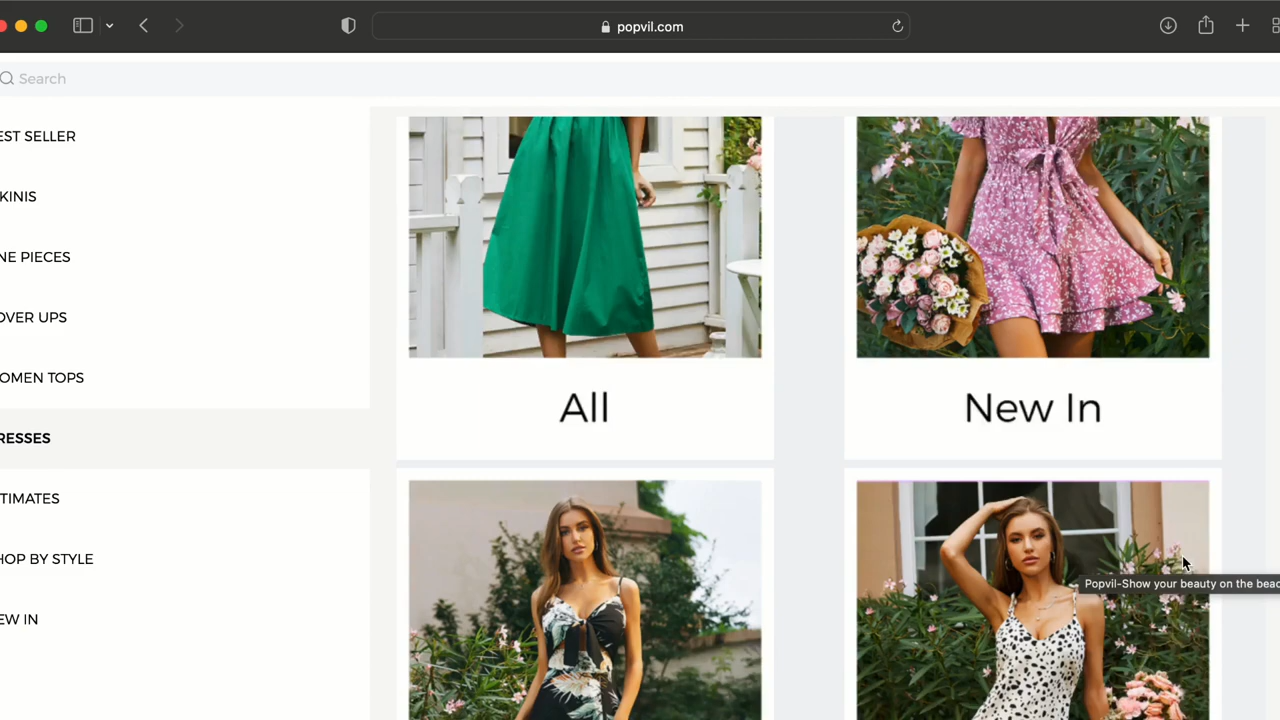 popvil.com
Search
EST SELLER
KINIS
NE PIECES
OVER UPS
OMEN TOPS
RESSES
TIMATES
HOP BY STYLE
EW IN
All
New In
Popvil-Show your beauty on the beac